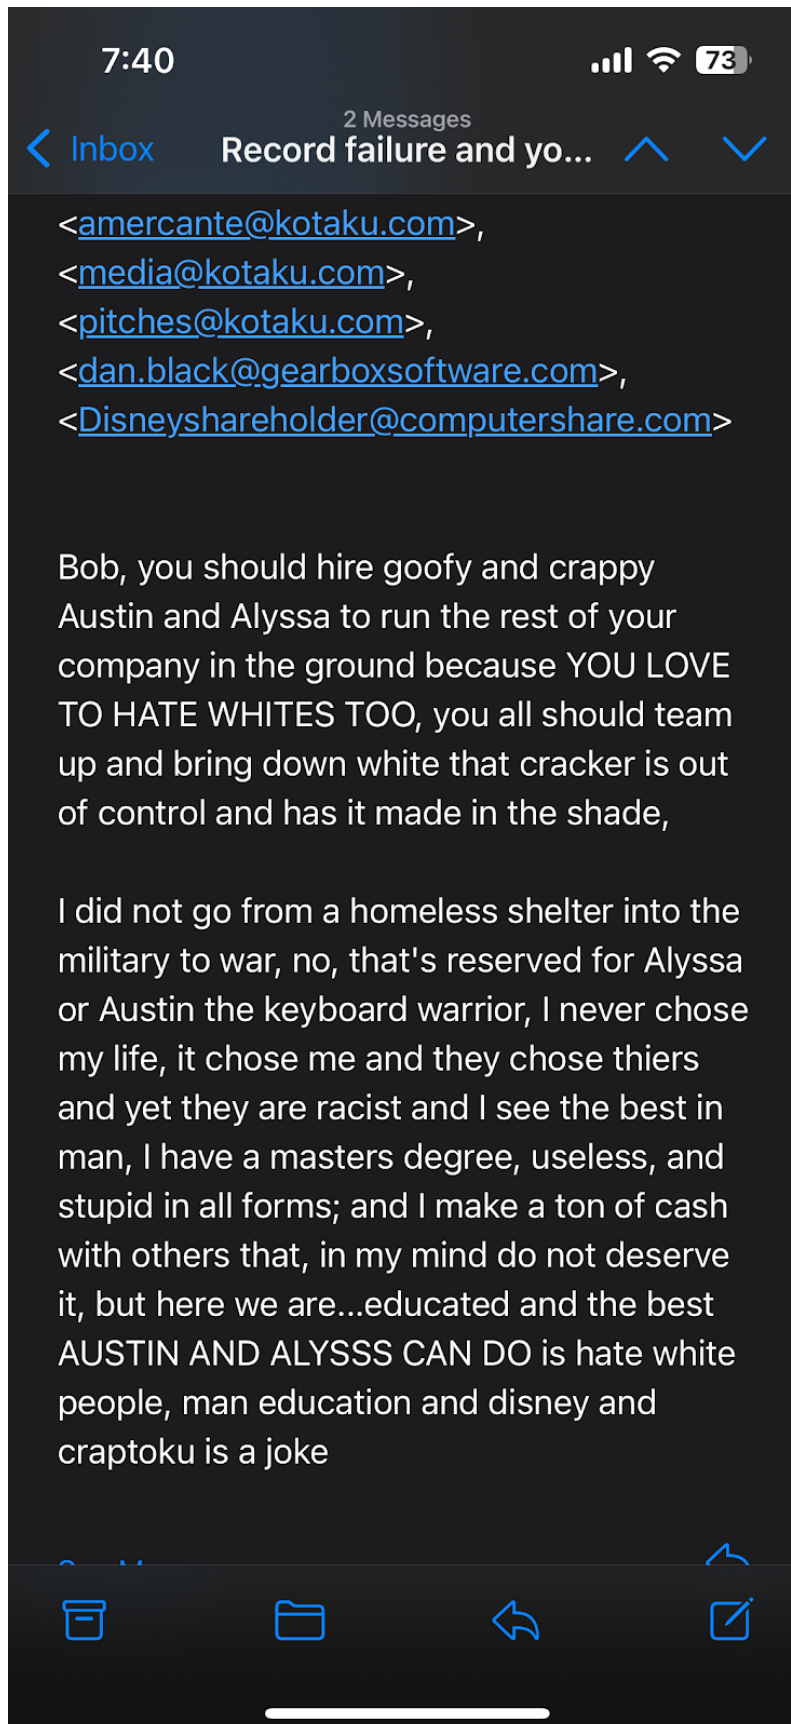 7:40
73
2 Messages
Inbox
Record failure and yo...
<amercante@kotaku.com>,
<media@kotaku.com>,
<pitches@kotaku.com>,
<dan.black@gearboxsoftware.com>,
<Disneyshareholder@computershare.com>
Bob, you should hire goofy and crappy
Austin and Alyssa to run the rest of your
company in the ground because YOU LOVE
TO HATE WHITES TOO, you all should team
up and bring down white that cracker is out
of control and has it made in the shade,
I did not go from a homeless shelter into the
military to war, no, that's reserved for Alyssa
or Austin the keyboard warrior, I never chose
my life, it chose me and they chose thiers
and yet they are racist and I see the best in
man, I have a masters degree, useless, and
stupid in all forms; and I make a ton of cash
with others that, in my mind do not deserve
it, but here we are...educated and the best
AUSTIN AND ALYSSS CAN DO is hate white
people, man education and disney and
craptoku is a joke